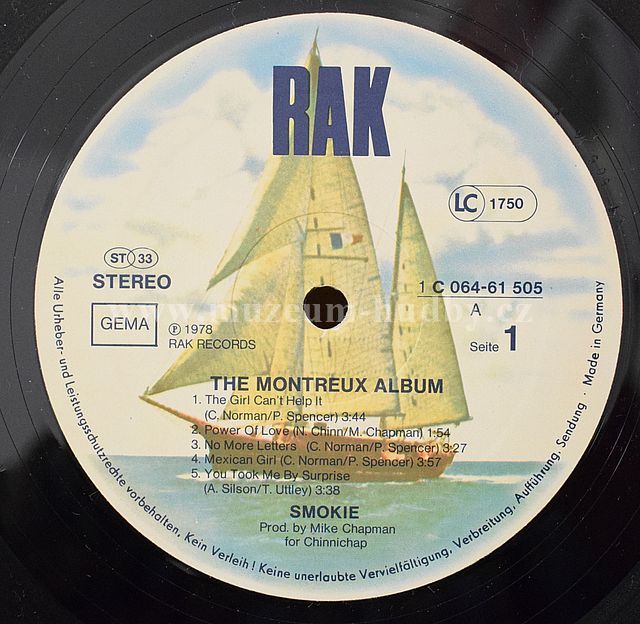 RAK
LC 1750
ST 33
STEREO
1 C 064-61 505
A
Seite 1
GEMA
Ⓟ 1978
RAK RECORDS
www.muzeum-hudby.cz
THE MONTREUX ALBUM
1. The Girl Can't Help It
(C. Norman/P. Spencer) 3:44
2. Power Of Love (N. Chinn/M. Chapman) 1:54
3. No More Letters (C. Norman/P. Spencer) 3:27
4. Mexican Girl (C. Norman/P. Spencer) 3:57
5. You Took Me By Surprise
(A. Silson/T. Uttley) 3:38
SMOKIE
Prod. by Mike Chapman
for Chinnichap
Alle Urheber- und Leistungsschutzrechte vorbehalten, Kein Verleih! Keine unerlaubte Vervielfältigung, Verbreitung, Aufführung, Sendung · Made in Germany